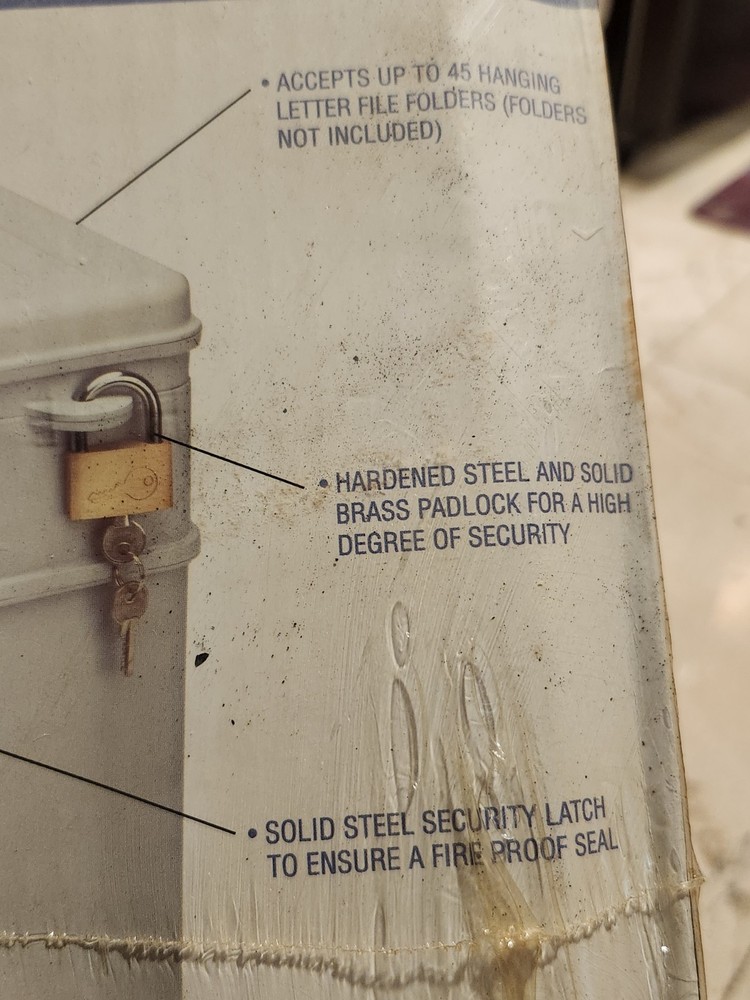 • ACCEPTS UP TO 45 HANGING
LETTER FILE FOLDERS (FOLDERS
NOT INCLUDED)
• HARDENED STEEL AND SOLID
BRASS PADLOCK FOR A HIGH
DEGREE OF SECURITY
• SOLID STEEL SECURITY LATCH
TO ENSURE A FIRE PROOF SEAL